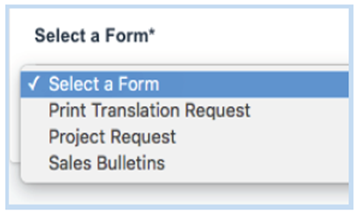 Select a Form*
✓ Select a Form
Print Translation Request
Project Request
Sales Bulletins